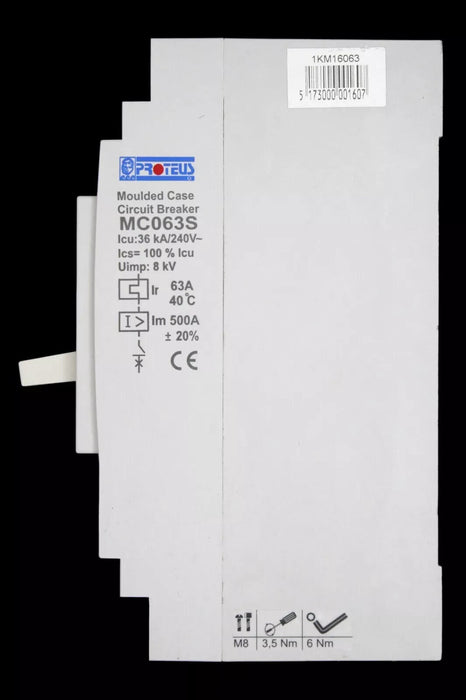 1KM16063
5 173000 001607
PROTEUS
Moulded Case
Circuit Breaker
MC063S
Icu:36 kA/240V~
Ics= 100 % Icu
Uimp: 8 kV
Ir 63A
40°C
I> Im 500A
± 20%
CE
M8 3,5 Nm 6 Nm